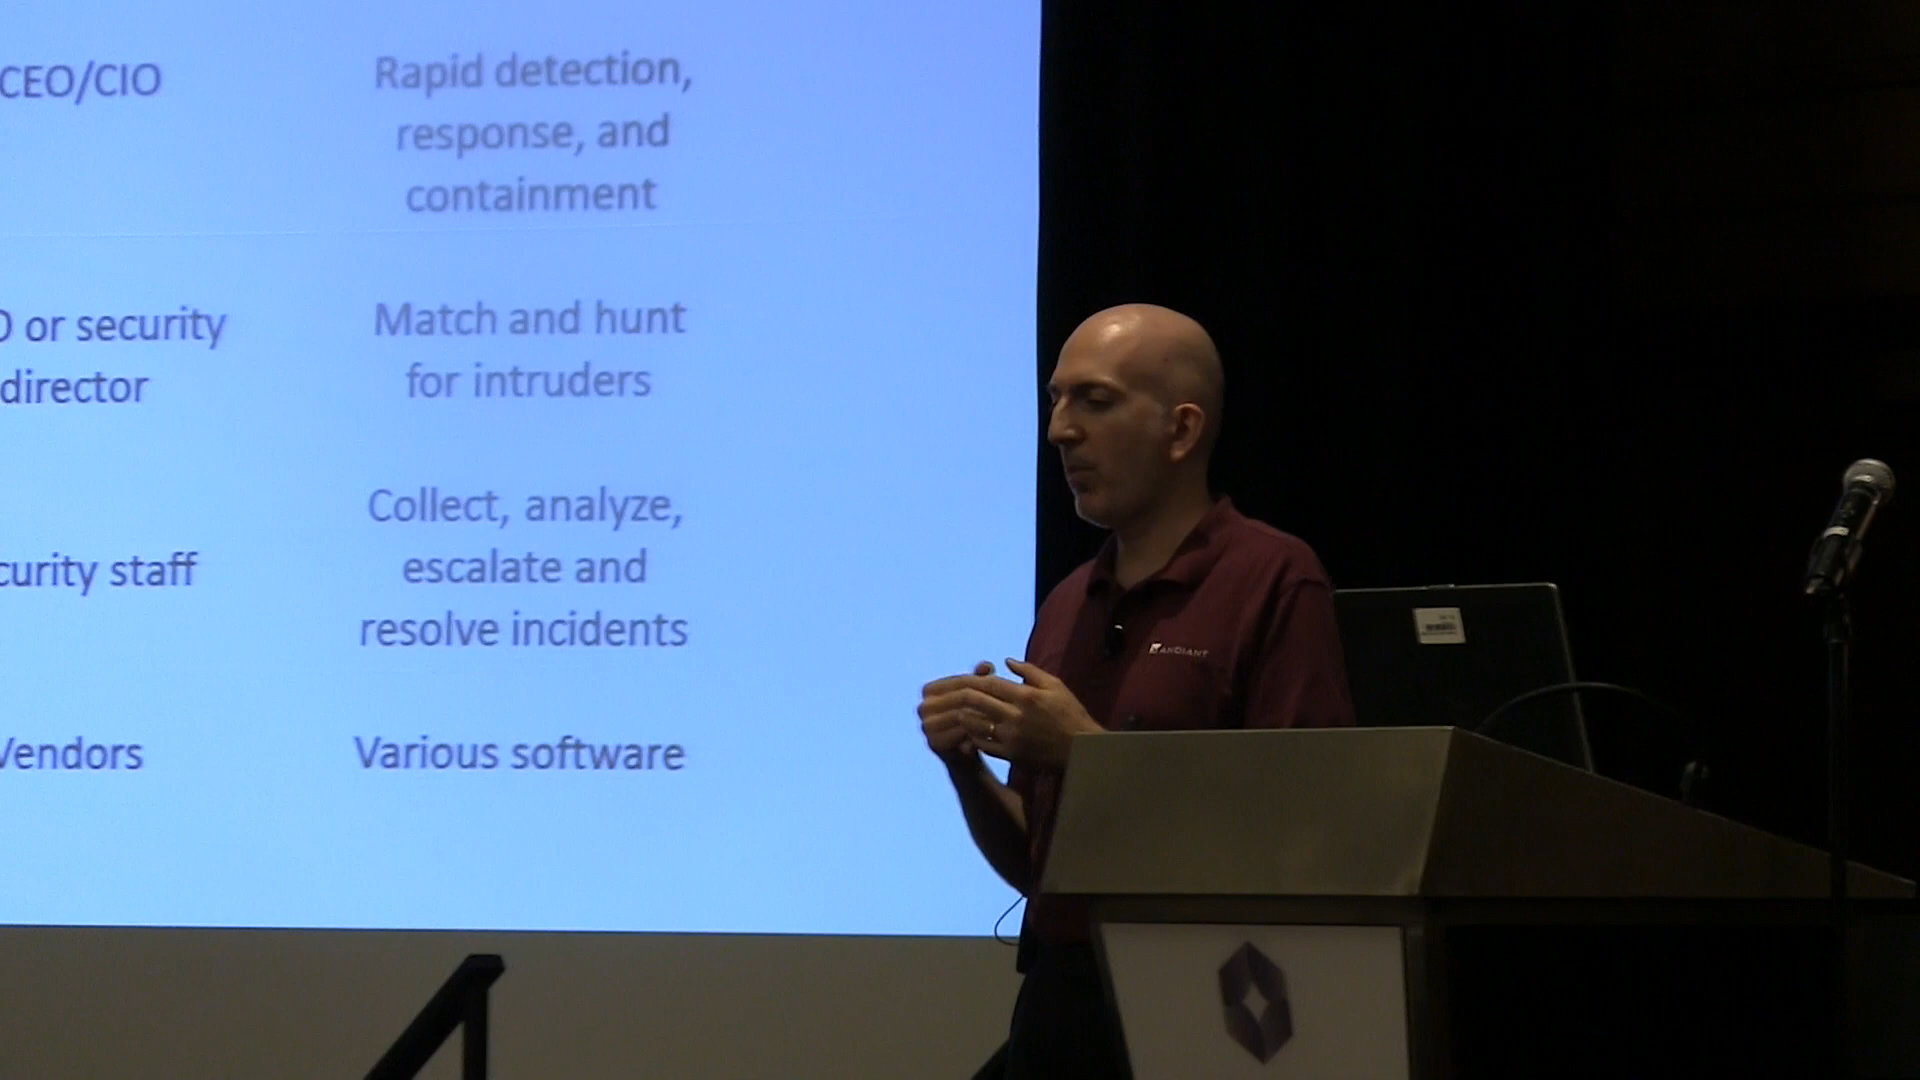 CEO/CIO
Rapid detection,
response, and
containment
O or security
director
Match and hunt
for intruders
curity staff
Collect, analyze,
escalate and
resolve incidents
Vendors
Various software
MANDIANT